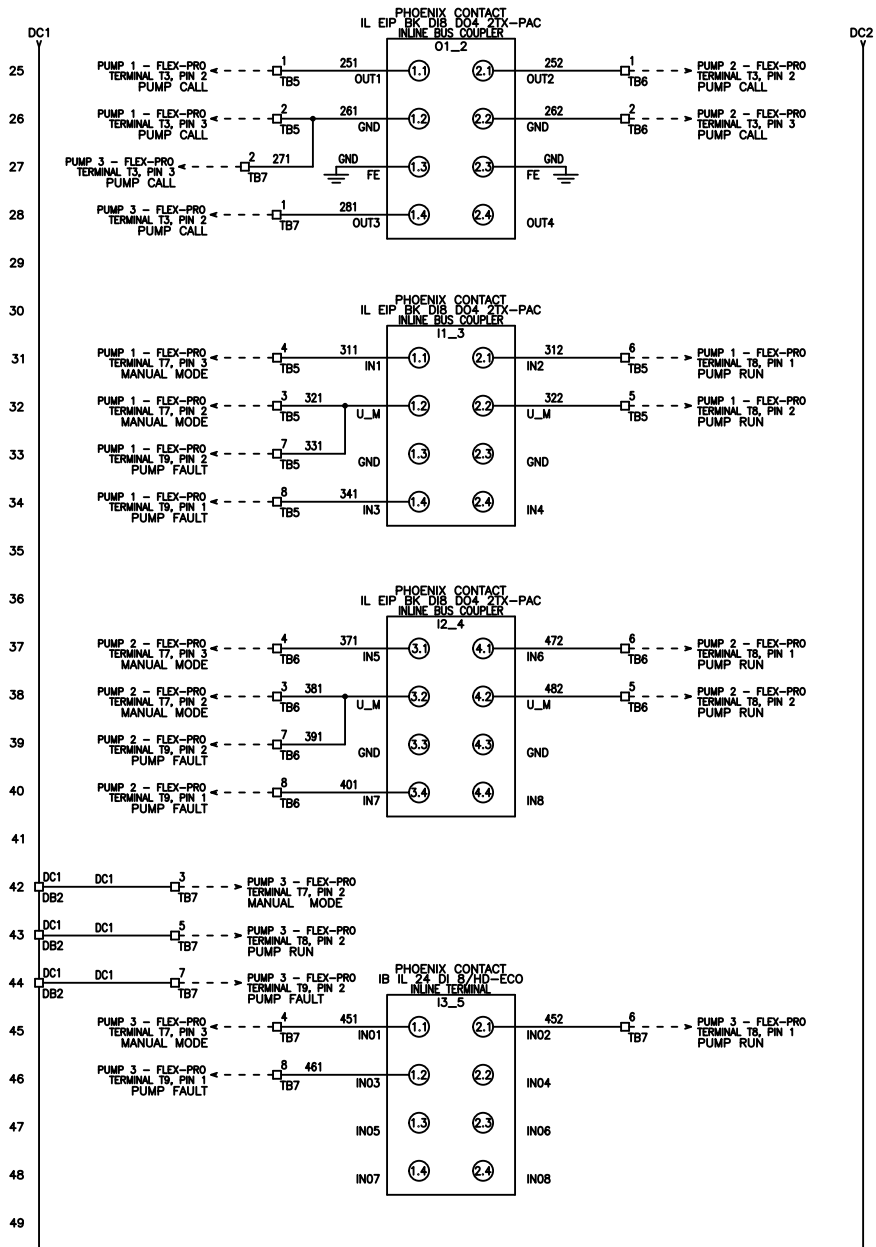 DC1
DC2
PHOENIX CONTACT
IL EIP BK DI8 DO4 2TX-PAC
INLINE BUS COUPLER
O1_2
25
PUMP 1 - FLEX-PRO
TERMINAL T3, PIN 2
PUMP CALL
1
TB5
251
OUT1
1.1
2.1
252
OUT2
1
TB6
PUMP 2 - FLEX-PRO
TERMINAL T3, PIN 2
PUMP CALL
26
PUMP 1 - FLEX-PRO
TERMINAL T3, PIN 3
PUMP CALL
2
TB5
261
GND
1.2
2.2
262
GND
2
TB6
PUMP 2 - FLEX-PRO
TERMINAL T3, PIN 3
PUMP CALL
27
PUMP 3 - FLEX-PRO
TERMINAL T3, PIN 3
PUMP CALL
2
TB7
271
GND
FE
1.3
2.3
GND
FE
28
PUMP 3 - FLEX-PRO
TERMINAL T3, PIN 2
PUMP CALL
1
TB7
281
OUT3
1.4
2.4
OUT4
29
30
PHOENIX CONTACT
IL EIP BK DI8 DO4 2TX-PAC
INLINE BUS COUPLER
I1_3
31
PUMP 1 - FLEX-PRO
TERMINAL T7, PIN 3
MANUAL MODE
4
TB5
311
IN1
1.1
2.1
312
IN2
6
TB5
PUMP 1 - FLEX-PRO
TERMINAL T8, PIN 1
PUMP RUN
32
PUMP 1 - FLEX-PRO
TERMINAL T7, PIN 2
MANUAL MODE
3
TB5
321
U_M
1.2
2.2
322
U_M
5
TB5
PUMP 1 - FLEX-PRO
TERMINAL T8, PIN 2
PUMP RUN
33
PUMP 1 - FLEX-PRO
TERMINAL T9, PIN 2
PUMP FAULT
7
TB5
331
GND
1.3
2.3
GND
34
PUMP 1 - FLEX-PRO
TERMINAL T9, PIN 1
PUMP FAULT
8
TB5
341
IN3
1.4
2.4
IN4
35
36
PHOENIX CONTACT
IL EIP BK DI8 DO4 2TX-PAC
INLINE BUS COUPLER
I2_4
37
PUMP 2 - FLEX-PRO
TERMINAL T7, PIN 3
MANUAL MODE
4
TB6
371
IN5
3.1
4.1
472
IN6
6
TB6
PUMP 2 - FLEX-PRO
TERMINAL T8, PIN 1
PUMP RUN
38
PUMP 2 - FLEX-PRO
TERMINAL T7, PIN 2
MANUAL MODE
3
TB6
381
U_M
3.2
4.2
482
U_M
5
TB6
PUMP 2 - FLEX-PRO
TERMINAL T8, PIN 2
PUMP RUN
39
PUMP 2 - FLEX-PRO
TERMINAL T9, PIN 2
PUMP FAULT
7
TB6
391
GND
3.3
4.3
GND
40
PUMP 2 - FLEX-PRO
TERMINAL T9, PIN 1
PUMP FAULT
8
TB6
401
IN7
3.4
4.4
IN8
41
42
DC1
DB2
DC1
3
TB7
PUMP 3 - FLEX-PRO
TERMINAL T7, PIN 2
MANUAL MODE
43
DC1
DB2
DC1
5
TB7
PUMP 3 - FLEX-PRO
TERMINAL T8, PIN 2
PUMP RUN
44
DC1
DB2
DC1
7
TB7
PUMP 3 - FLEX-PRO
TERMINAL T9, PIN 2
PUMP FAULT
PHOENIX CONTACT
IB IL 24 DI 8/HD-ECO
INLINE TERMINAL
I3_5
45
PUMP 3 - FLEX-PRO
TERMINAL T7, PIN 3
MANUAL MODE
4
TB7
451
IN01
1.1
2.1
452
IN02
6
TB7
PUMP 3 - FLEX-PRO
TERMINAL T8, PIN 1
PUMP RUN
46
PUMP 3 - FLEX-PRO
TERMINAL T9, PIN 1
PUMP FAULT
8
TB7
461
IN03
1.2
2.2
IN04
47
IN05
1.3
2.3
IN06
48
IN07
1.4
2.4
IN08
49